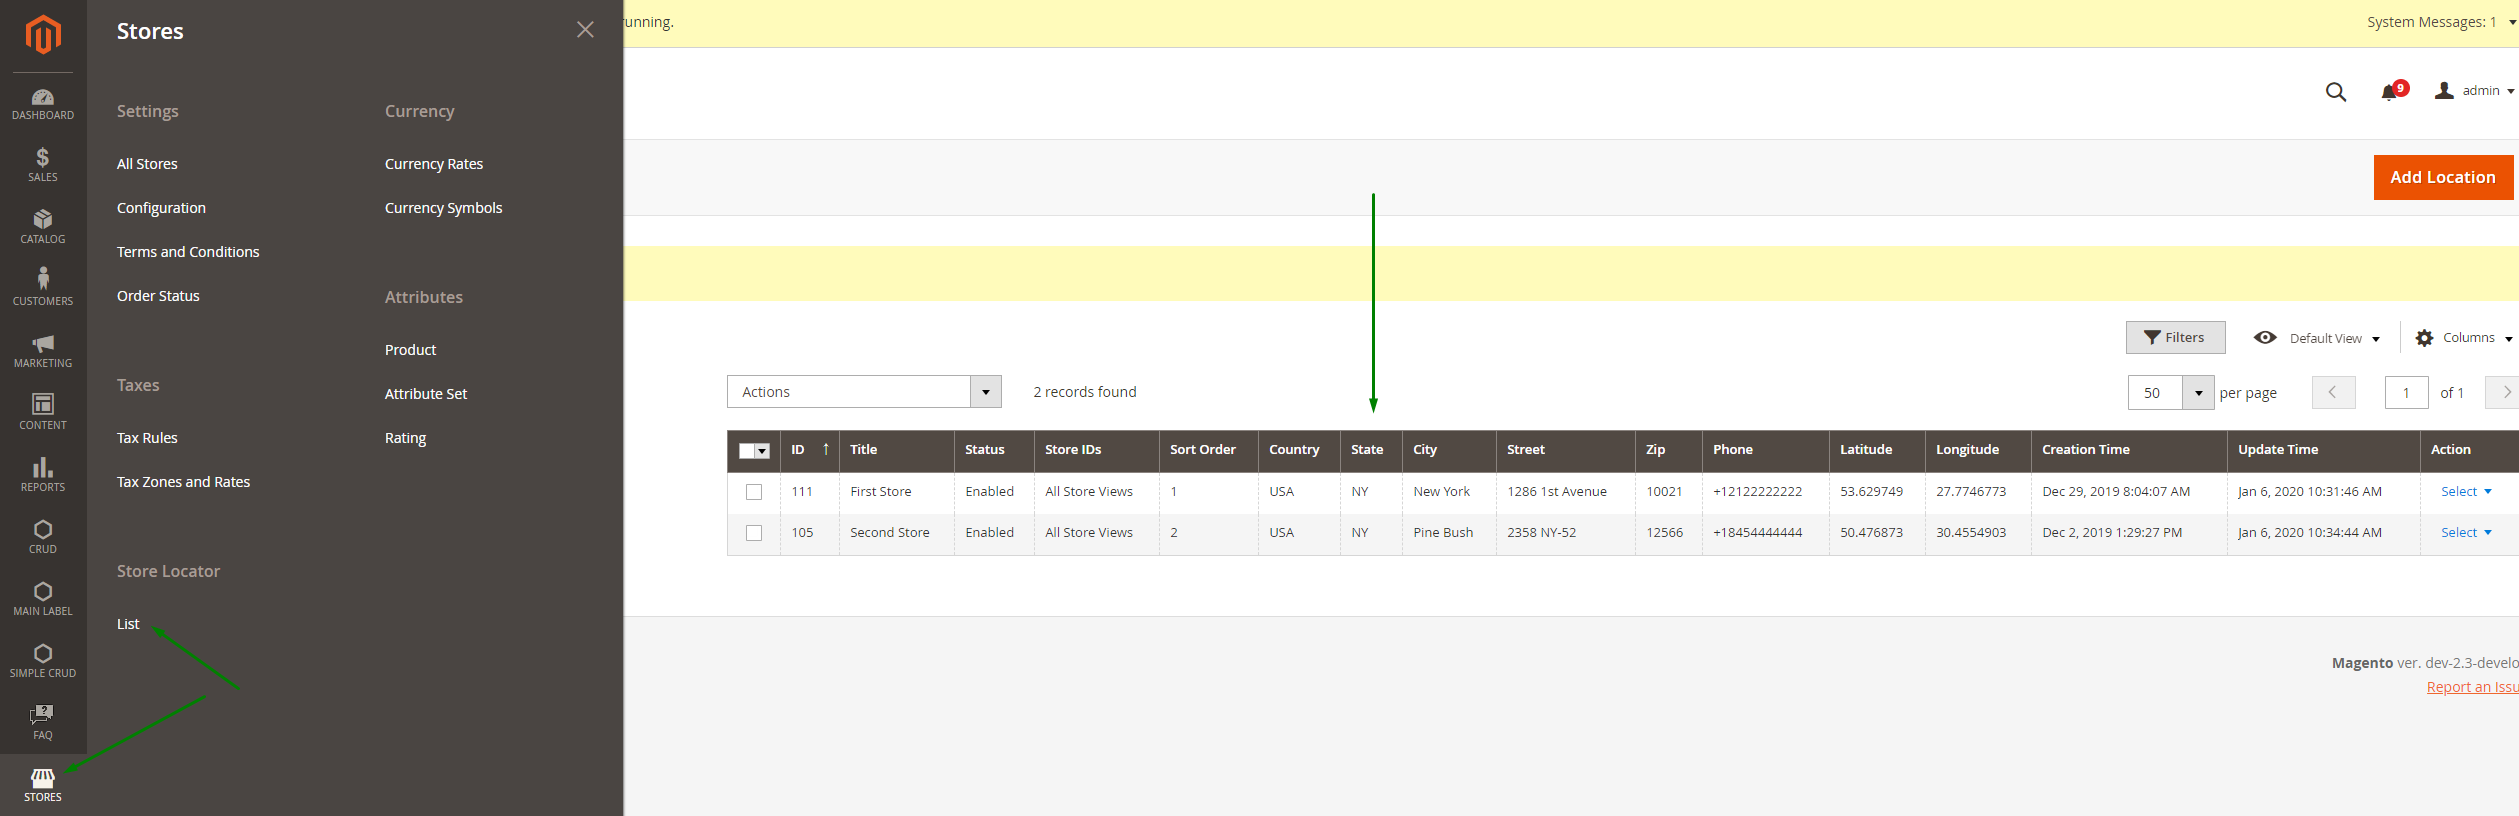 unning.
System Messages: 1
Stores
9
admin
DASHBOARD
SALES
CATALOG
CUSTOMERS
MARKETING
CONTENT
REPORTS
CRUD
MAIN LABEL
SIMPLE CRUD
FAQ
STORES
Settings
All Stores
Configuration
Terms and Conditions
Order Status
Taxes
Tax Rules
Tax Zones and Rates
Store Locator
List
Currency
Currency Rates
Currency Symbols
Attributes
Product
Attribute Set
Rating
Add Location
Filters
Default View
Columns
Actions
2 records found
50 per page
1 of 1
ID Title Status Store IDs Sort Order Country State City Street Zip Phone Latitude Longitude Creation Time Update Time Action
111 First Store Enabled All Store Views 1 USA NY New York 1286 1st Avenue 10021 +12122222222 53.629749 27.7746773 Dec 29, 2019 8:04:07 AM Jan 6, 2020 10:31:46 AM Select
105 Second Store Enabled All Store Views 2 USA NY Pine Bush 2358 NY-52 12566 +18454444444 50.476873 30.4554903 Dec 2, 2019 1:29:27 PM Jan 6, 2020 10:34:44 AM Select
Magento ver. dev-2.3-develo
Report an Issu